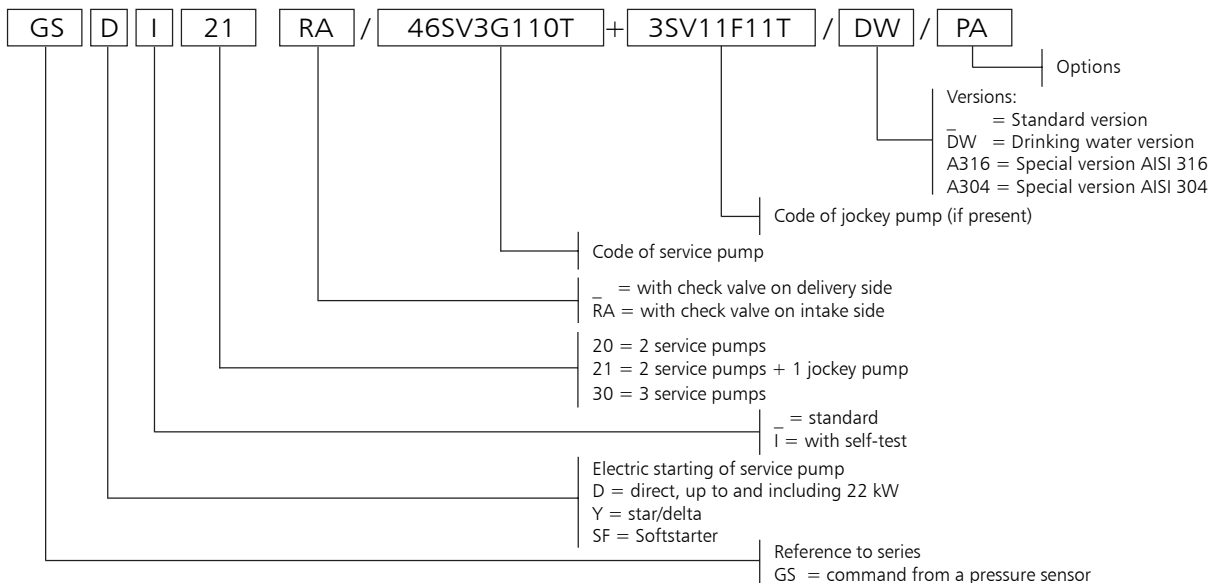 GS D I 21 RA / 46SV3G110T + 3SV11F11T / DW / PA
Options
Versions:
_ = Standard version
DW = Drinking water version
A316 = Special version AISI 316
A304 = Special version AISI 304
Code of jockey pump (if present)
Code of service pump
_ = with check valve on delivery side
RA = with check valve on intake side
20 = 2 service pumps
21 = 2 service pumps + 1 jockey pump
30 = 3 service pumps
_ = standard
I = with self-test
Electric starting of service pump
D = direct, up to and including 22 kW
Y = star/delta
SF = Softstarter
Reference to series
GS = command from a pressure sensor